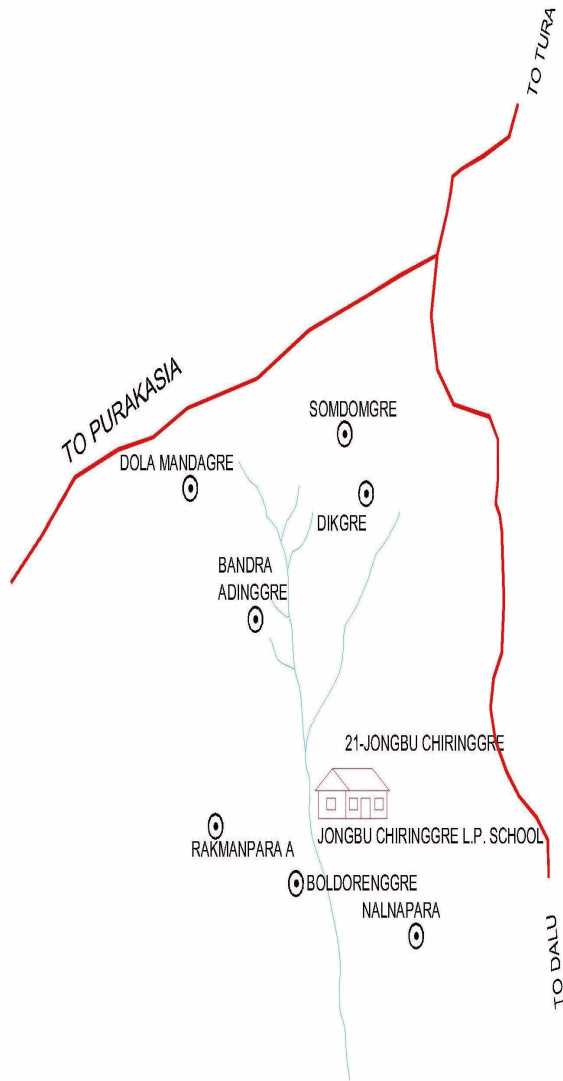 TO TURA
TO PURAKASIA
SOMDOMGRE
DOLA MANDAGRE
DIKGRE
BANDRA
ADINGGRE
21-JONGBU CHIRINGGRE
JONGBU CHIRINGGRE L.P. SCHOOL
RAKMANPARA A
BOLDORENGGRE
NALNAPARA
TO DALU